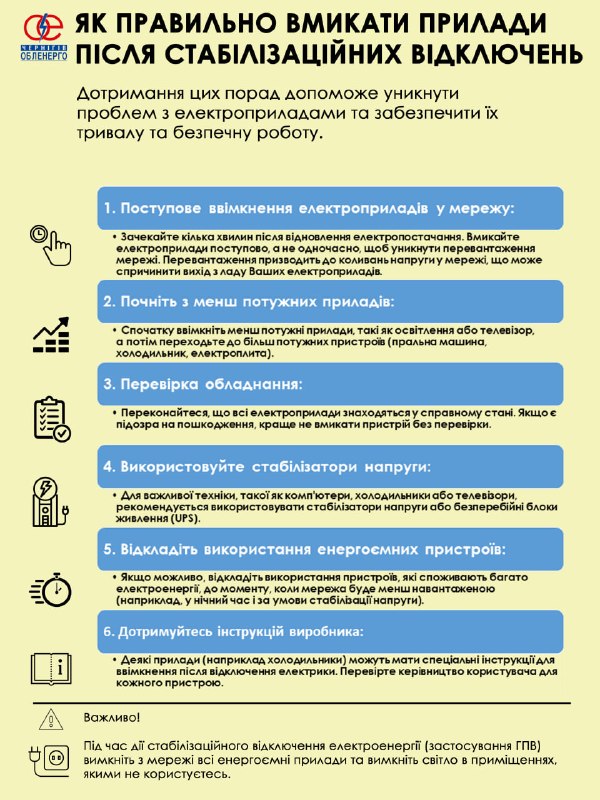 ЧЕРНІГІВ
ОБЛЕНЕРГО
ЯК ПРАВИЛЬНО ВМИКАТИ ПРИЛАДИ
ПІСЛЯ СТАБІЛІЗАЦІЙНИХ ВІДКЛЮЧЕНЬ
Дотримання цих порад допоможе уникнути
проблем з електроприладами та забезпечити їх
тривалу та безпечну роботу.
1. Поступове ввімкнення електроприладів у мережу:
• Зачекайте кілька хвилин після відновлення електропостачання. Вмикайте
електроприлади поступово, а не одночасно, щоб уникнути перевантаження
мережі. Перевантаження призводить до коливань напруги у мережі, що може
спричинити вихід з ладу Ваших електроприладів.
2. Почніть з менш потужних приладів:
• Спочатку ввімкніть менш потужні прилади, такі як освітлення або телевізор,
а потім переходьте до більш потужних пристроїв (пральна машина,
холодильник, електроплита).
3. Перевірка обладнання:
• Переконайтеся, що всі електроприлади знаходяться у справному стані. Якщо є
підозра на пошкодження, краще не вмикати пристрій без перевірки.
4. Використовуйте стабілізатори напруги:
• Для важливої техніки, такої як комп'ютери, холодильники або телевізори,
рекомендується використовувати стабілізатори напруги або безперебійні блоки
живлення (UPS).
5. Відкладіть використання енергоємних пристроїв:
• Якщо можливо, відкладіть використання пристроїв, які споживають багато
електроенергії, до моменту, коли мережа буде менш навантаженою
(наприклад, у нічний час і за умови стабілізації напруги).
6. Дотримуйтесь інструкцій виробника:
• Деякі прилади (наприклад холодильники) можуть мати спеціальні інструкції для
ввімкнення після відключення електрики. Перевірте керівництво користувача для
кожного пристрою.
Важливо!
Під час дії стабілізаційного відключення електроенергії (застосування ГПВ)
вимкніть з мережі всі енергоємні прилади та вимкніть світло в приміщеннях,
якими не користуєтесь.